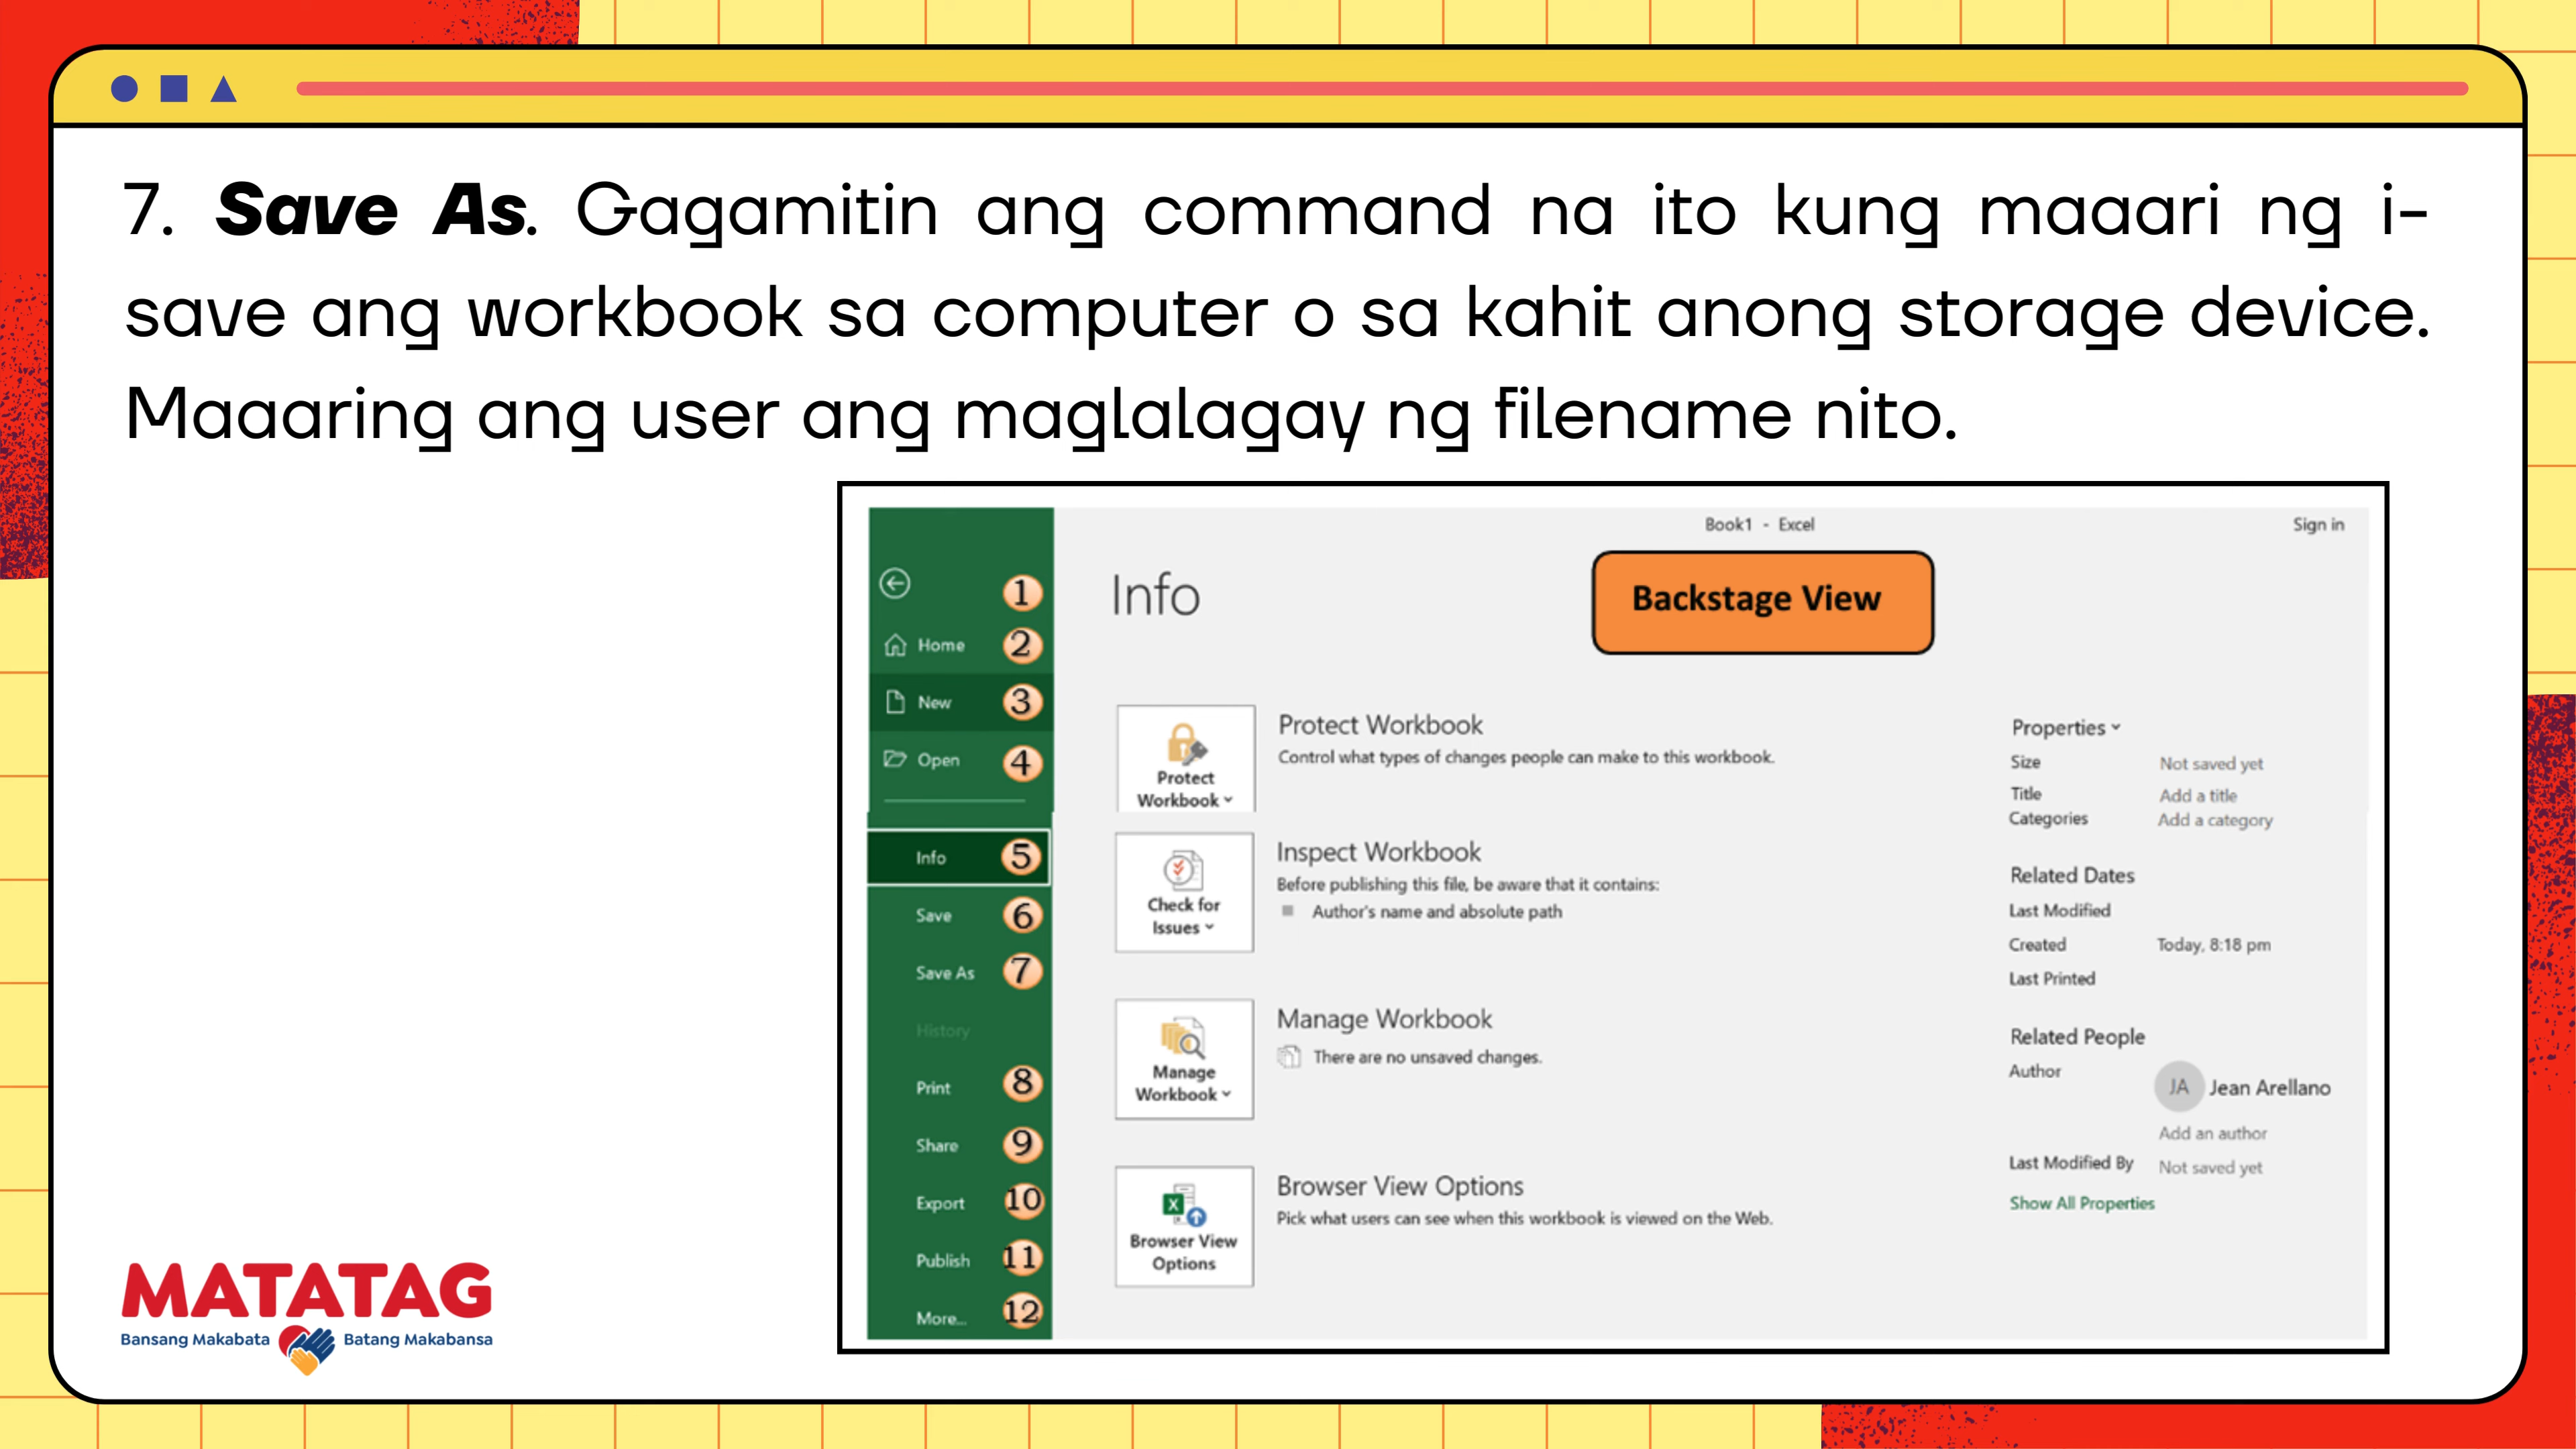 7. Save As. Gagamitin ang command na ito kung maaari ng i-
save ang workbook sa computer o sa kahit anong storage device.
Maaaring ang user ang maglalagay ng filename nito.
Book1 - Excel
Sign in
1
Info
Backstage View
Home 2
New 3
Open 4
Info 5
Save 6
Save As 7
History
Print 8
Share 9
Export 10
Publish 11
More... 12
Protect
Workbook
Protect Workbook
Control what types of changes people can make to this workbook.
Check for
Issues
Inspect Workbook
Before publishing this file, be aware that it contains:
Author's name and absolute path
Manage
Workbook
Manage Workbook
There are no unsaved changes.
Browser View
Options
Browser View Options
Pick what users can see when this workbook is viewed on the Web.
Properties
Size Not saved yet
Title Add a title
Categories Add a category
Related Dates
Last Modified
Created Today, 8:18 pm
Last Printed
Related People
Author JA Jean Arellano
Add an author
Last Modified By Not saved yet
Show All Properties
MATATAG
Bansang Makabata Batang Makabansa